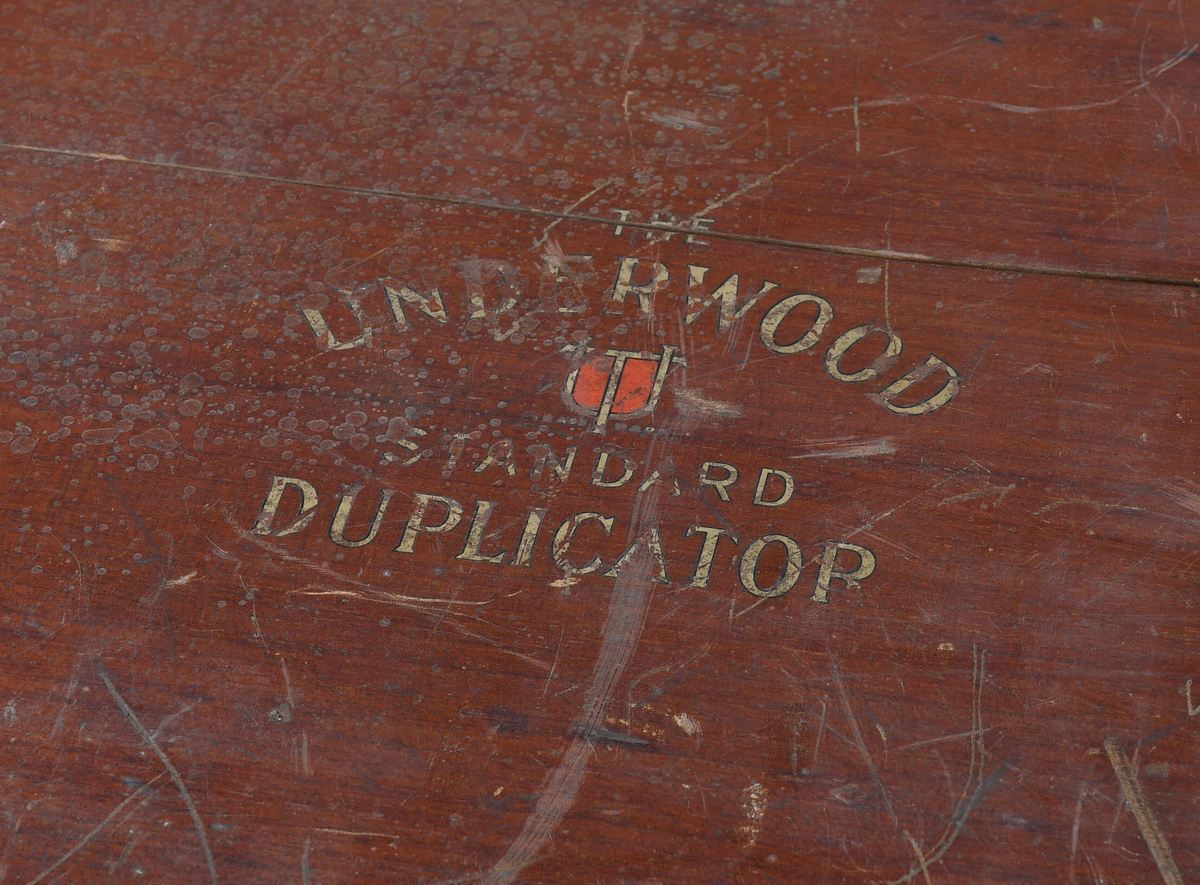 THE
UNDERWOOD
U
STANDARD
DUPLICATOR